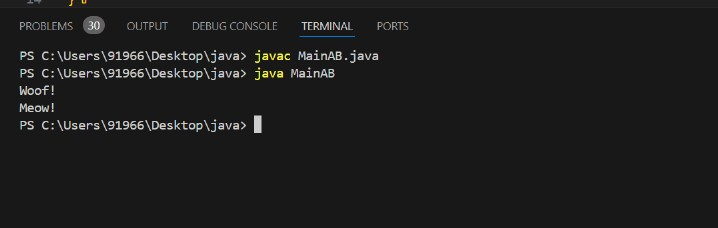 14 }
PROBLEMS 30 OUTPUT DEBUG CONSOLE TERMINAL PORTS
PS C:\Users\91966\Desktop\java> javac MainAB.java
PS C:\Users\91966\Desktop\java> java MainAB
Woof!
Meow!
PS C:\Users\91966\Desktop\java>